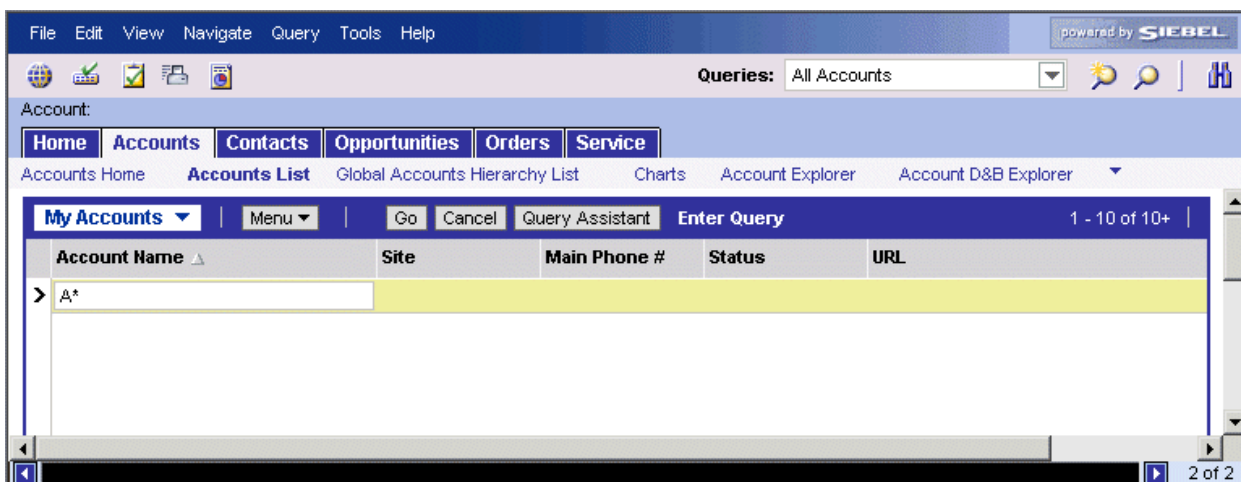 File Edit View Navigate Query Tools Help powered by SIEBEL
Queries: All Accounts
Account:
Home Accounts Contacts Opportunities Orders Service
Accounts Home Accounts List Global Accounts Hierarchy List Charts Account Explorer Account D&B Explorer
My Accounts Menu Go Cancel Query Assistant Enter Query 1 - 10 of 10+
Account Name Site Main Phone # Status URL
A*
2 of 2